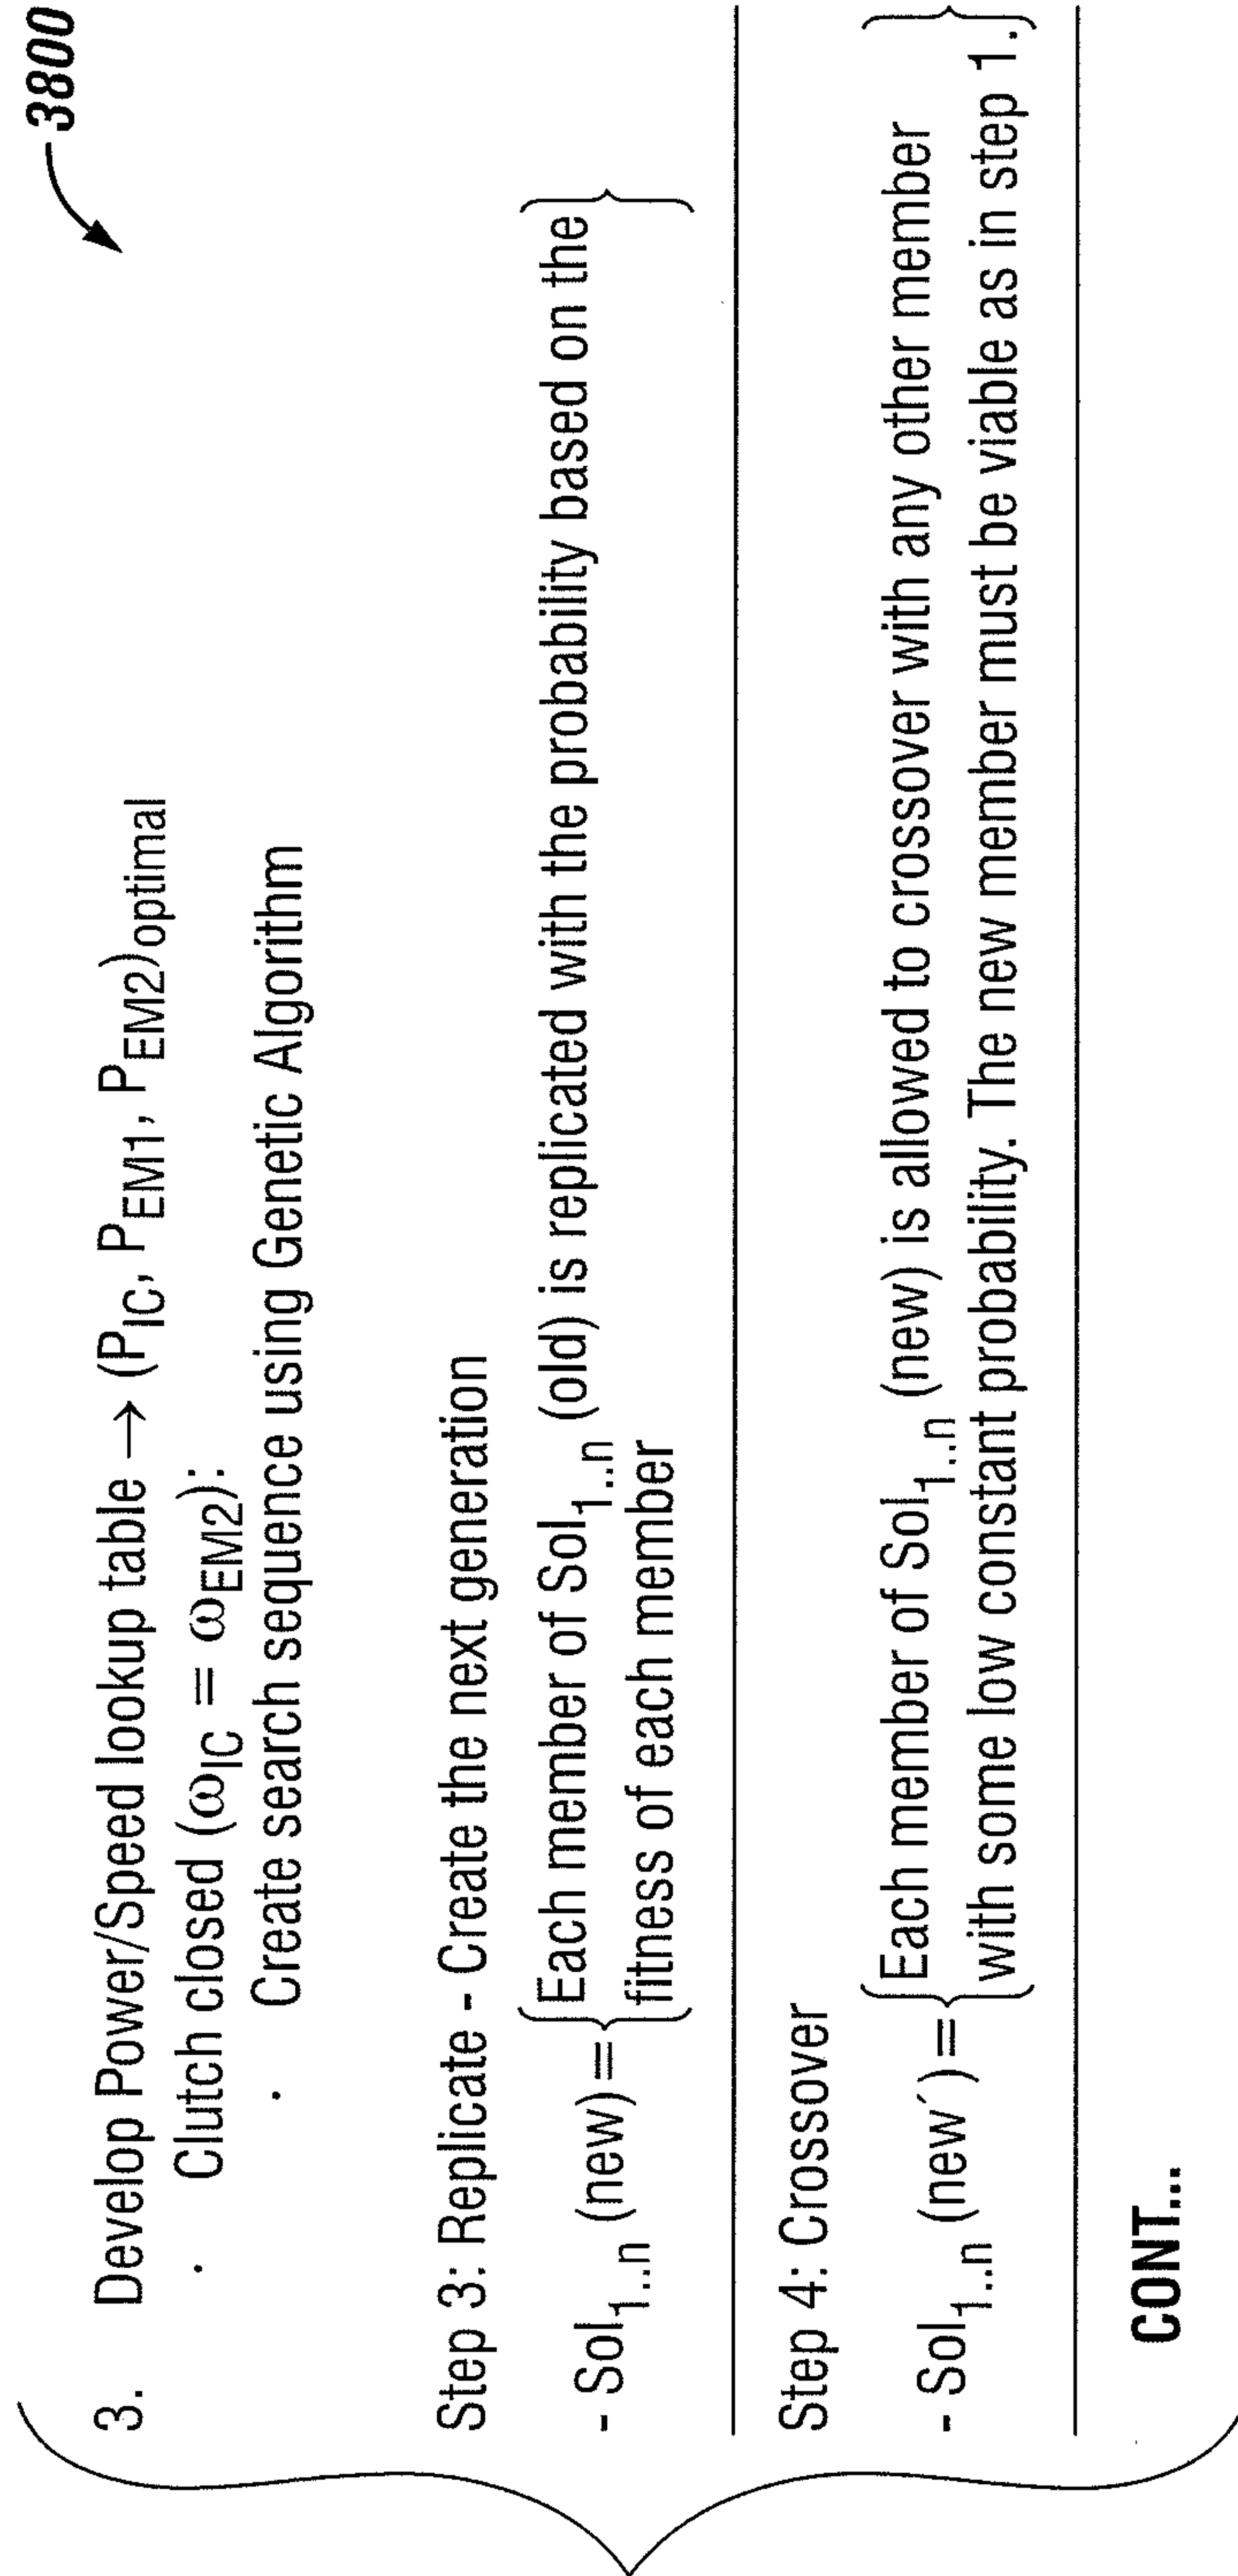 3800
3. Develop Power/Speed lookup table → (P_IC, P_EM1, P_EM2)optimal
· Clutch closed (ω_IC = ω_EM2):
· Create search sequence using Genetic Algorithm
Step 3: Replicate - Create the next generation
- Sol_1..n (new) = {Each member of Sol_1..n (old) is replicated with the probability based on the
fitness of each member}
Step 4: Crossover
- Sol_1..n (new´) = {Each member of Sol_1..n (new) is allowed to crossover with any other member
with some low constant probability. The new member must be viable as in step 1.}
CONT...